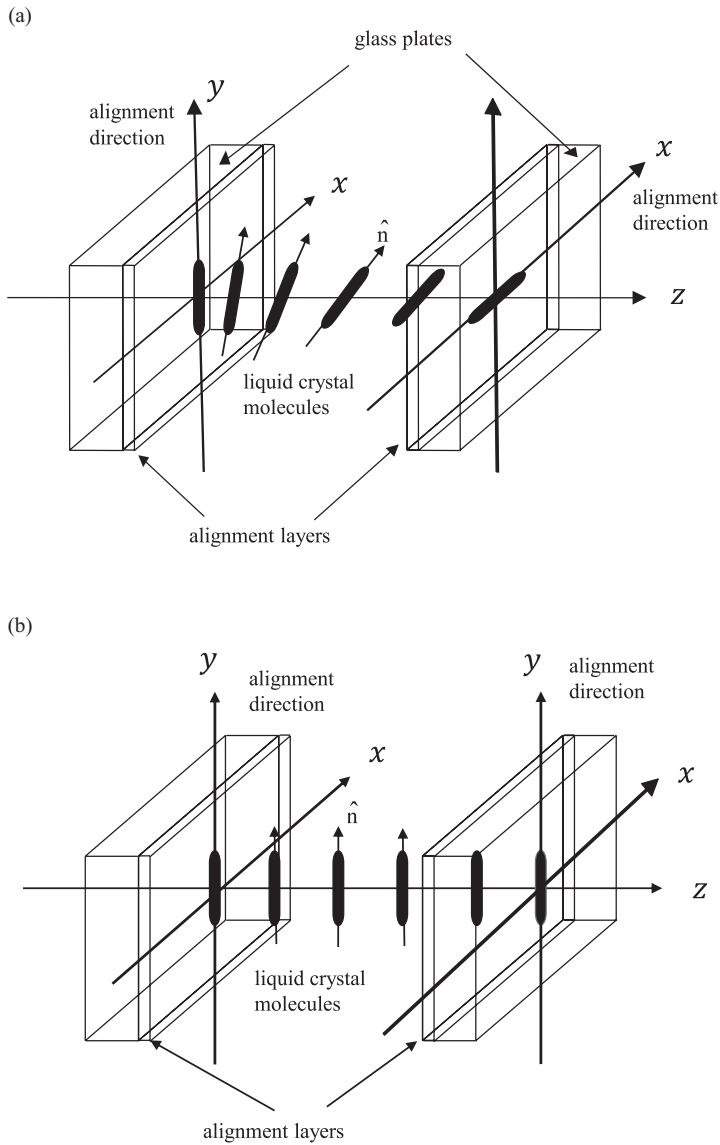 (a)
glass plates
y
alignment
direction
x
x
alignment
direction
n̂
z
liquid crystal
molecules
alignment layers
(b)
y
alignment
direction
y
alignment
direction
x
x
n̂
z
liquid crystal
molecules
alignment layers